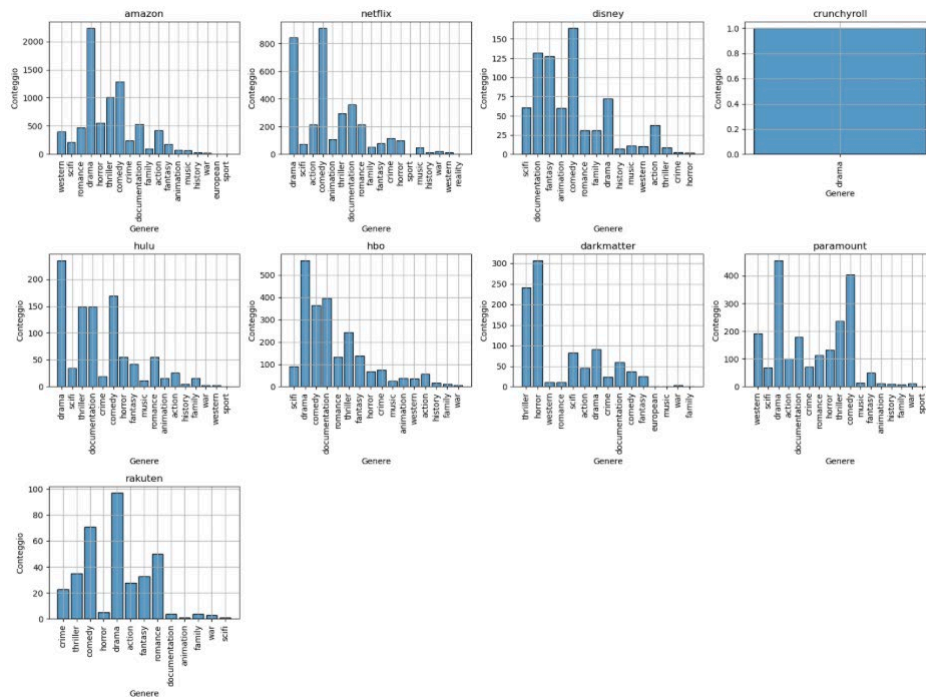 amazon
Conteggio
2000
1500
1000
500
0
western
scifi
romance
drama
horror
thriller
comedy
crime
documentation
family
action
fantasy
animation
music
history
war
european
sport
Genere
netflix
Conteggio
800
600
400
200
0
drama
scifi
action
comedy
animation
thriller
documentation
romance
family
fantasy
crime
horror
sport
music
history
war
western
reality
Genere
disney
Conteggio
150
125
100
75
50
25
0
scifi
documentation
fantasy
animation
comedy
romance
family
drama
history
music
western
action
thriller
crime
horror
Genere
crunchyroll
Conteggio
1.0
0.8
0.6
0.4
0.2
0.0
drama
Genere
hulu
Conteggio
200
150
100
50
0
drama
scifi
thriller
documentation
crime
comedy
horror
fantasy
music
romance
animation
action
history
family
war
western
sport
Genere
hbo
Conteggio
500
400
300
200
100
0
scifi
drama
comedy
documentation
romance
thriller
fantasy
horror
crime
music
animation
western
action
history
family
war
Genere
darkmatter
Conteggio
300
250
200
150
100
50
0
thriller
horror
western
romance
scifi
action
drama
crime
documentation
comedy
fantasy
european
music
war
family
Genere
paramount
Conteggio
400
300
200
100
0
western
scifi
drama
action
documentation
crime
romance
horror
thriller
comedy
music
fantasy
animation
history
family
war
sport
Genere
rakuten
Conteggio
100
80
60
40
20
0
crime
thriller
comedy
horror
drama
action
fantasy
romance
documentation
animation
family
war
scifi
Genere